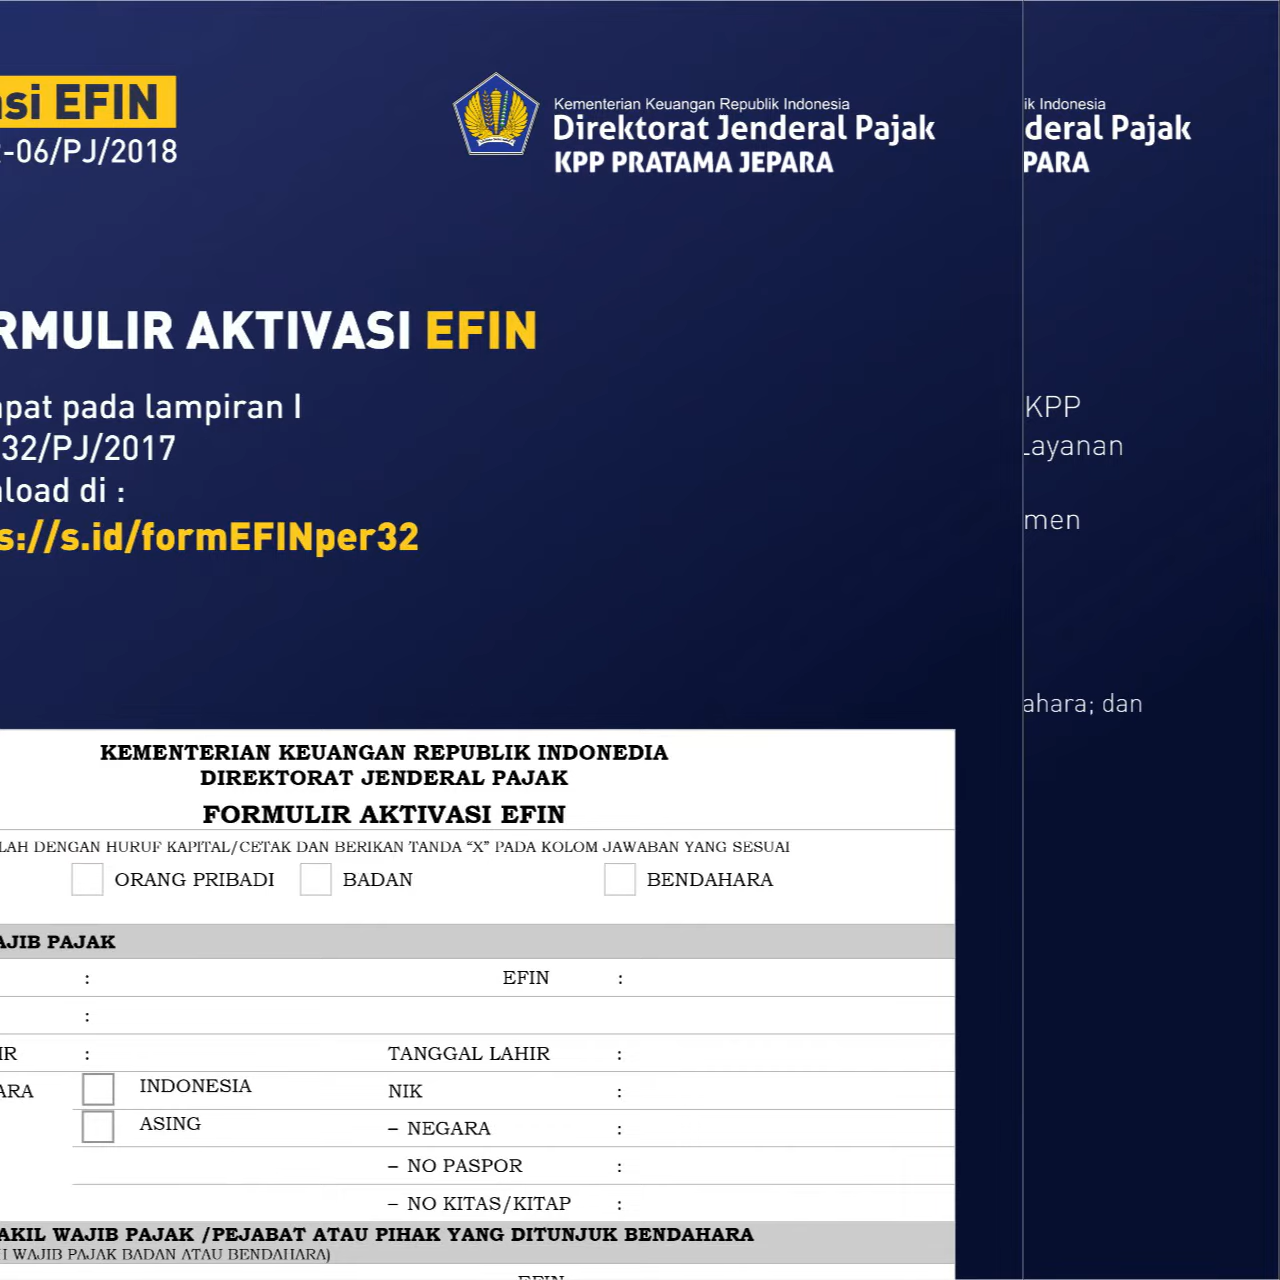 si EFIN
-06/PJ/2018
Kementerian Keuangan Republik Indonesia
Direktorat Jenderal Pajak
KPP PRATAMA JEPARA
ik Indonesia
deral Pajak
PARA
RMULIR AKTIVASI EFIN
apat pada lampiran I
32/PJ/2017
load di :
s://s.id/formEFINper32
KPP
Layanan
men
ahara; dan
KEMENTERIAN KEUANGAN REPUBLIK INDONEDIA
DIREKTORAT JENDERAL PAJAK
FORMULIR AKTIVASI EFIN
LAH DENGAN HURUF KAPITAL/CETAK DAN BERIKAN TANDA “X” PADA KOLOM JAWABAN YANG SESUAI
ORANG PRIBADI BADAN BENDAHARA
AJIB PAJAK
: EFIN :
:
IR : TANGGAL LAHIR :
ARA INDONESIA NIK :
ASING – NEGARA :
– NO PASPOR :
– NO KITAS/KITAP :
AKIL WAJIB PAJAK /PEJABAT ATAU PIHAK YANG DITUNJUK BENDAHARA
H WAJIB PAJAK BADAN ATAU BENDAHARA)
EFIN